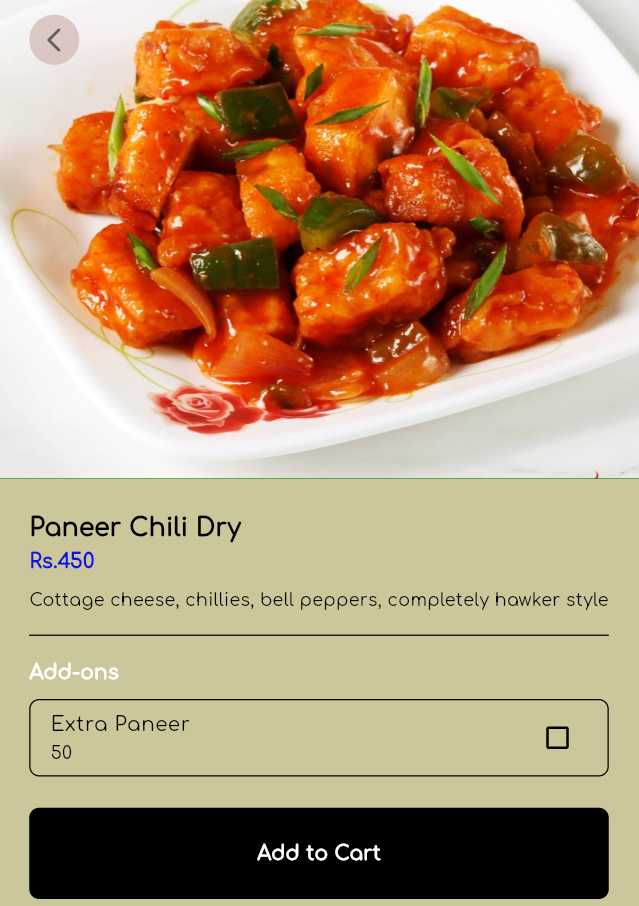 Paneer Chili Dry
Rs.450
Cottage cheese, chillies, bell peppers, completely hawker style
Add-ons
Extra Paneer
50
Add to Cart